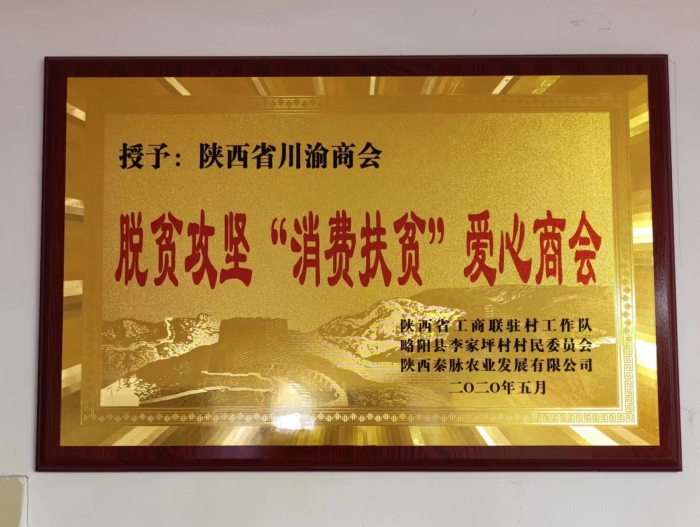 授予：陕西省川渝商会
脱贫攻坚“消费扶贫”爱心商会
陕西省工商联驻村工作队
略阳县李家坪村村民委员会
陕西秦脉农业发展有限公司
二〇二〇年五月